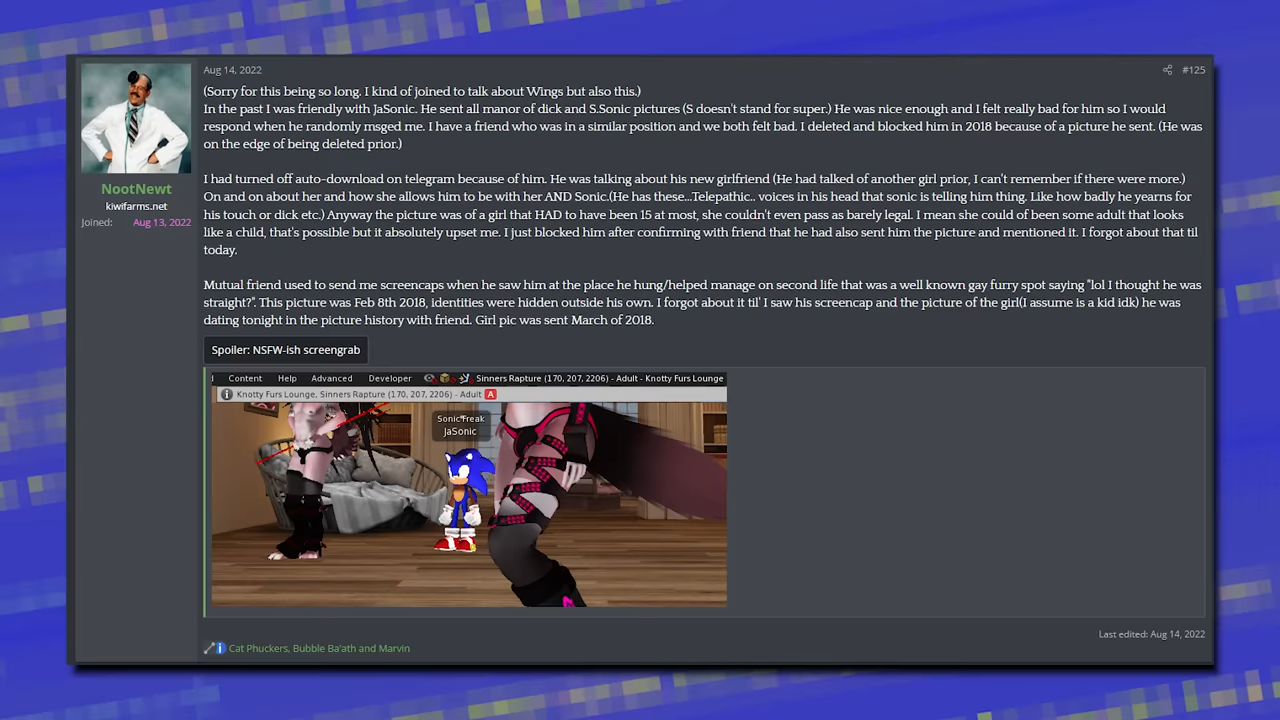 Aug 14, 2022
#125
(Sorry for this being so long. I kind of joined to talk about Wings but also this.)
In the past I was friendly with JaSonic. He sent all manor of dick and S.Sonic pictures (S doesn't stand for super.) He was nice enough and I felt really bad for him so I would
respond when he randomly msged me. I have a friend who was in a similar position and we both felt bad. I deleted and blocked him in 2018 because of a picture he sent. (He was
on the edge of being deleted prior.)
NootNewt
kiwifarms.net
Joined: Aug 13, 2022
I had turned off auto-download on telegram because of him. He was talking about his new girlfriend (He had talked of another girl prior, I can't remember if there were more.)
On and on about her and how she allows him to be with her AND Sonic.(He has these...Telepathic.. voices in his head that sonic is telling him thing. Like how badly he yearns for
his touch or dick etc.) Anyway the picture was of a girl that HAD to have been 15 at most, she couldn't even pass as barely legal. I mean she could of been some adult that looks
like a child, that's possible but it absolutely upset me. I just blocked him after confirming with friend that he had also sent him the picture and mentioned it. I forgot about that til
today.
Mutual friend used to send me screencaps when he saw him at the place he hung/helped manage on second life that was a well known gay furry spot saying "lol I thought he was
straight?". This picture was Feb 8th 2018, identities were hidden outside his own. I forgot about it til' I saw his screencap and the picture of the girl(I assume is a kid idk) he was
dating tonight in the picture history with friend. Girl pic was sent March of 2018.
Spoiler: NSFW-ish screengrab
Content Help Advanced Developer Sinners Rapture (170, 207, 2206) - Adult - Knotty Furs Lounge
Knotty Furs Lounge, Sinners Rapture (170, 207, 2206) - Adult A
Sonic Freak
JaSonic
Last edited: Aug 14, 2022
Cat Phuckers, Bubble Ba'ath and Marvin